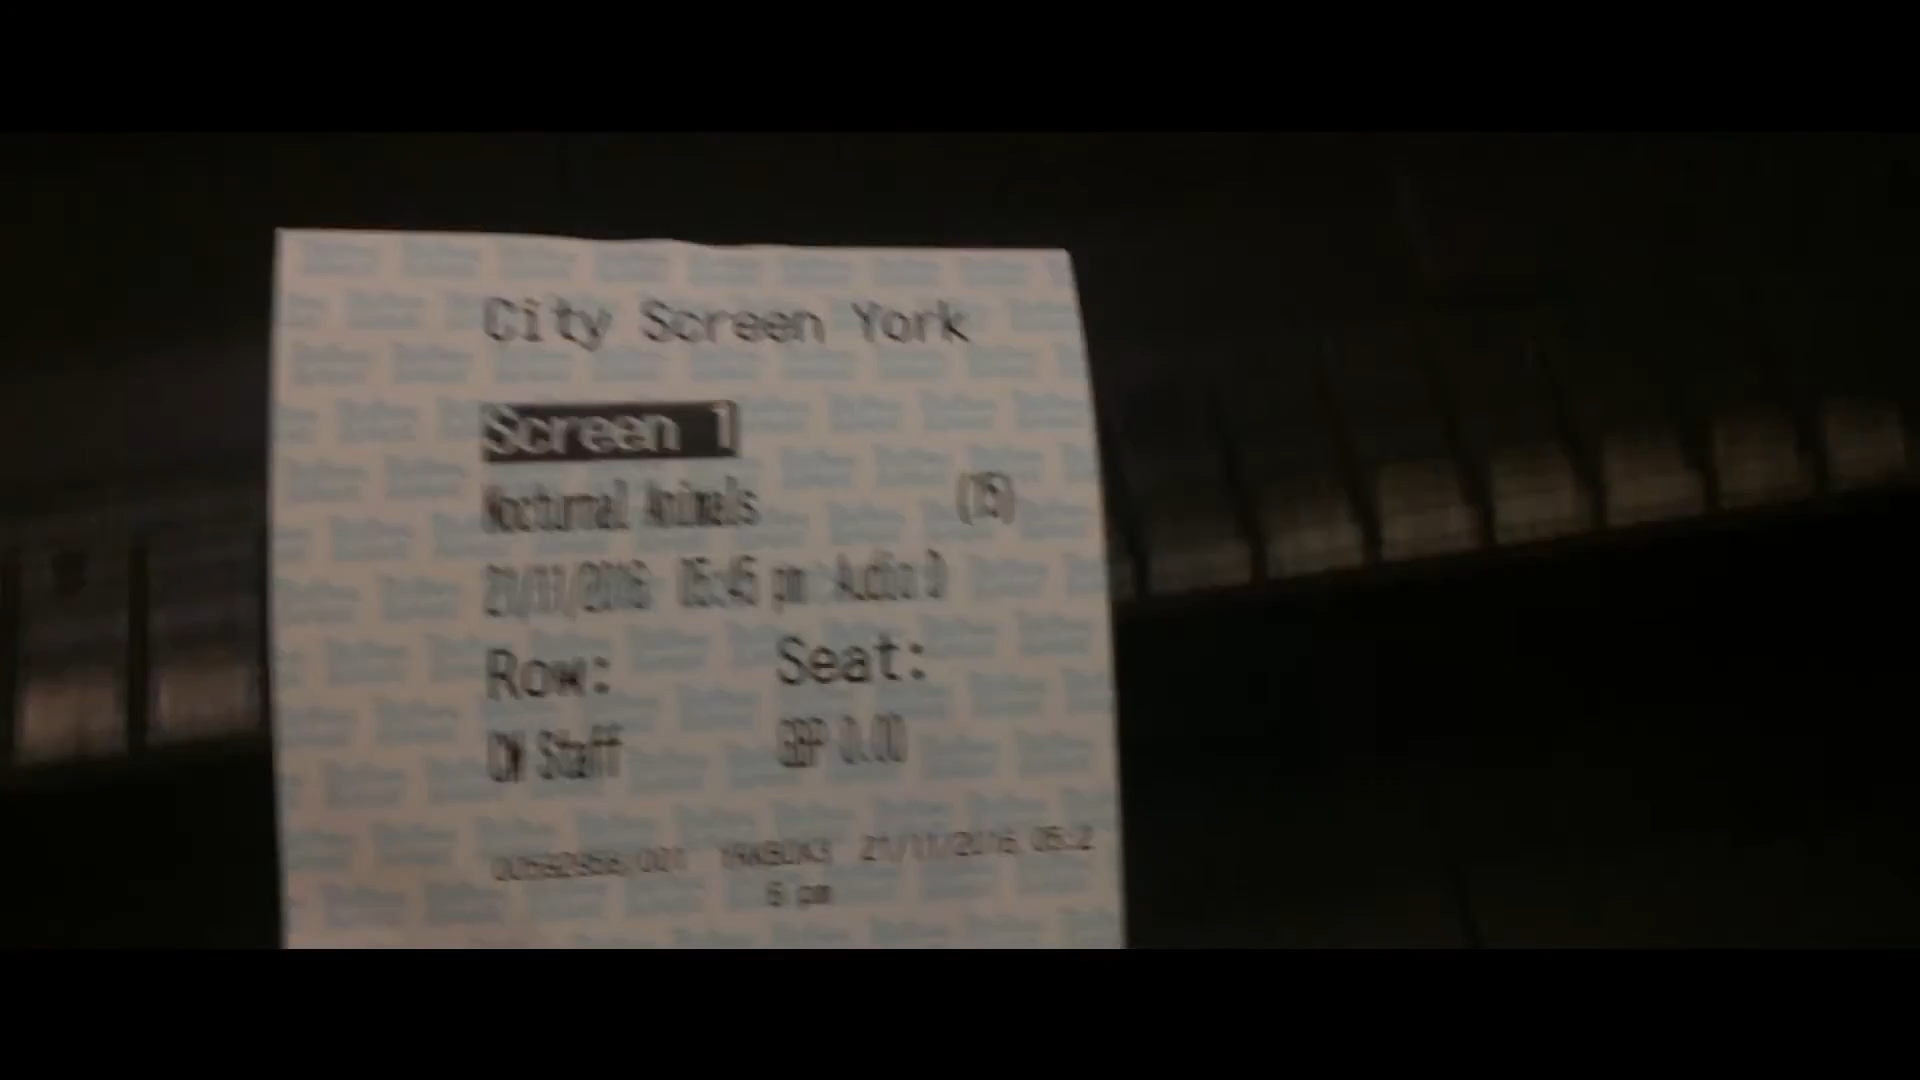 City Screen York
Screen 1
Nocturnal Animals (15)
21/11/2016 05:45 pm Audio D
Row: Seat:
CW Staff GBP 0.00
21/11/2016 05:2
6 pm